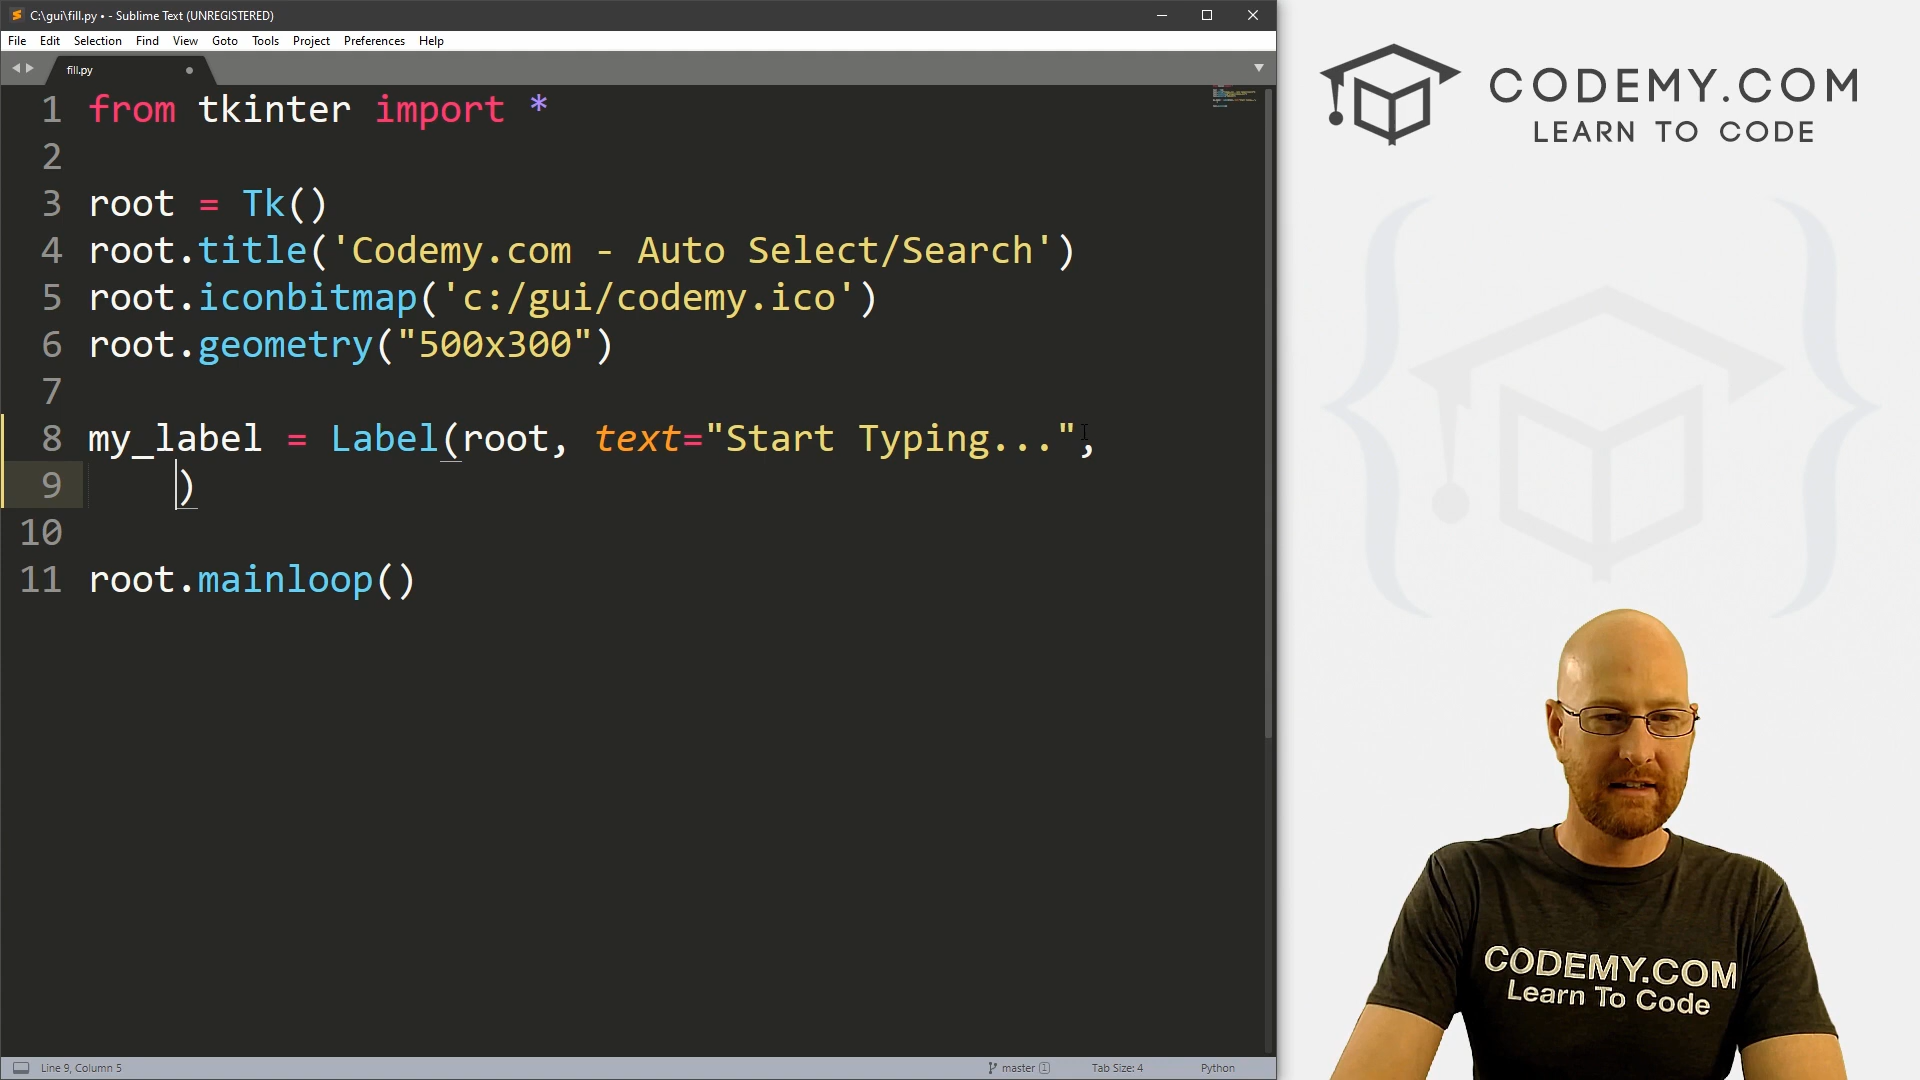 C:\gui\fill.py • - Sublime Text (UNREGISTERED)
File Edit Selection Find View Goto Tools Project Preferences Help
fill.py
1 from tkinter import *
2
3 root = Tk()
4 root.title('Codemy.com - Auto Select/Search')
5 root.iconbitmap('c:/gui/codemy.ico')
6 root.geometry("500x300")
7
8 my_label = Label(root, text="Start Typing...",
9 )
10
11 root.mainloop()
Line 9, Column 5
master 1
Tab Size: 4
Python
CODEMY.COM
LEARN TO CODE
CODEMY.COM
Learn To Code